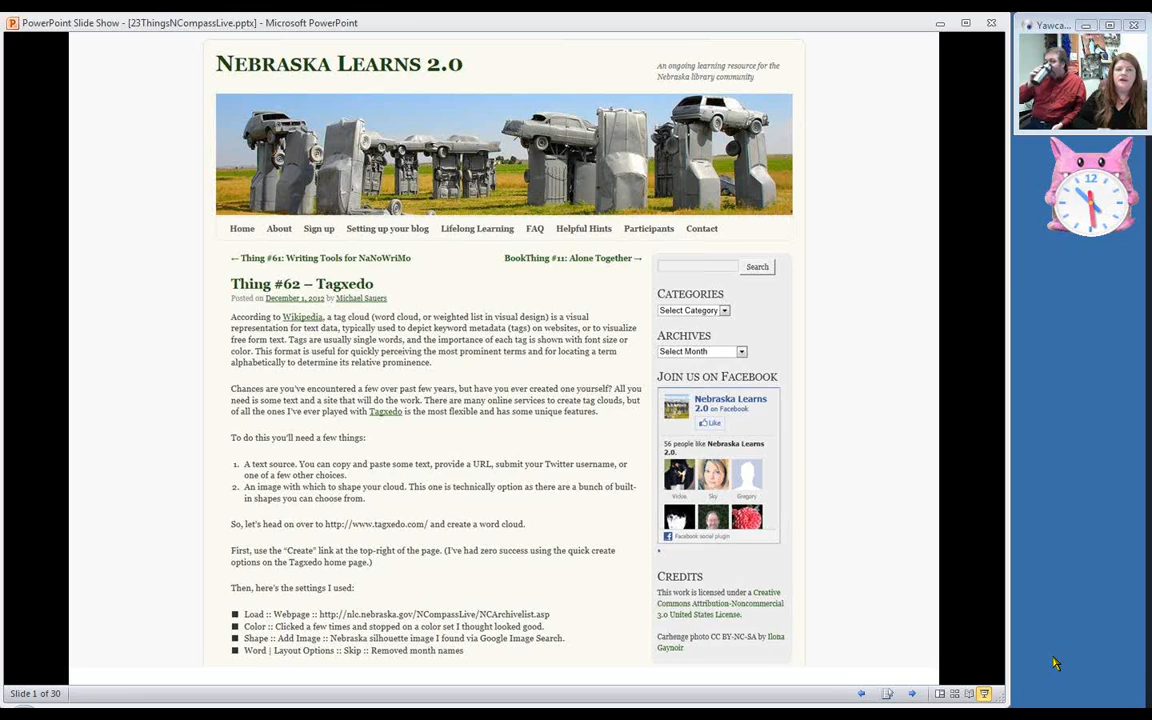 PowerPoint Slide Show - [23ThingsNCompassLive.pptx] - Microsoft PowerPoint
Yawca...
NEBRASKA LEARNS 2.0
An ongoing learning resource for the
Nebraska library community
Home About Sign up Setting up your blog Lifelong Learning FAQ Helpful Hints Participants Contact
← Thing #61: Writing Tools for NaNoWriMo
BookThing #11: Alone Together →
Thing #62 – Tagxedo
Posted on December 1, 2012 by Michael Sauers
According to Wikipedia, a tag cloud (word cloud, or weighted list in visual design) is a visual
representation for text data, typically used to depict keyword metadata (tags) on websites, or to visualize
free form text. Tags are usually single words, and the importance of each tag is shown with font size or
color. This format is useful for quickly perceiving the most prominent terms and for locating a term
alphabetically to determine its relative prominence.
Chances are you've encountered a few over past few years, but have you ever created one yourself? All you
need is some text and a site that will do the work. There are many online services to create tag clouds, but
of all the ones I've ever played with Tagxedo is the most flexible and has some unique features.
To do this you'll need a few things:
1. A text source. You can copy and paste some text, provide a URL, submit your Twitter username, or
one of a few other choices.
2. An image with which to shape your cloud. This one is technically option as there are a bunch of built-
in shapes you can choose from.
So, let's head on over to http://www.tagxedo.com/ and create a word cloud.
First, use the "Create" link at the top-right of the page. (I've had zero success using the quick create
options on the Tagxedo home page.)
Then, here's the settings I used:
■ Load :: Webpage :: http://nlc.nebraska.gov/NCompassLive/NCArchivelist.asp
■ Color :: Clicked a few times and stopped on a color set I thought looked good.
■ Shape :: Add Image :: Nebraska silhouette image I found via Google Image Search.
■ Word | Layout Options :: Skip :: Removed month names
Search
CATEGORIES
Select Category
ARCHIVES
Select Month
JOIN US ON FACEBOOK
Nebraska Learns
2.0 on Facebook
Like
56 people like Nebraska Learns
2.0.
Vickie Sky Gregory
Facebook social plugin
CREDITS
This work is licensed under a Creative
Commons Attribution-Noncommercial
3.0 United States License.
Carhenge photo CC BY-NC-SA by Ilona
Gaynoir
12
Slide 1 of 30